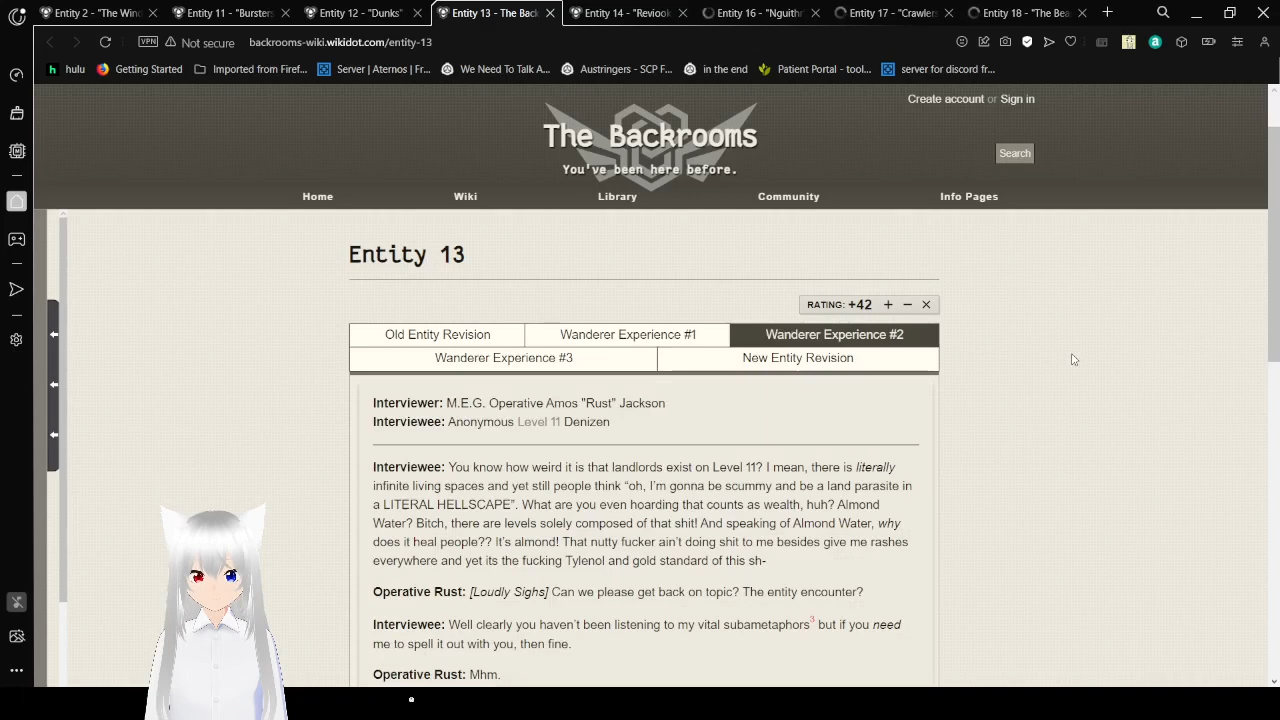 Entity 2 - "The Wind
Entity 11 - "Bursters
Entity 12 - "Dunks"
Entity 13 - The Back
Entity 14 - "Reviook
Entity 16 - "Nguithr
Entity 17 - "Crawlers
Entity 18 - "The Bea
VPN
Not secure
backrooms-wiki.wikidot.com/entity-13
hulu
Getting Started
Imported from Firef...
Server | Aternos | Fr...
We Need To Talk A...
Austringers - SCP F...
in the end
Patient Portal - tool...
server for discord fr...
Create account or Sign in
The Backrooms
You've been here before.
Search
Home
Wiki
Library
Community
Info Pages
Entity 13
RATING: +42 + − ×
Old Entity Revision
Wanderer Experience #1
Wanderer Experience #2
Wanderer Experience #3
New Entity Revision
Interviewer: M.E.G. Operative Amos "Rust" Jackson
Interviewee: Anonymous Level 11 Denizen
Interviewee: You know how weird it is that landlords exist on Level 11? I mean, there is literally
infinite living spaces and yet still people think “oh, I’m gonna be scummy and be a land parasite in
a LITERAL HELLSCAPE”. What are you even hoarding that counts as wealth, huh? Almond
Water? Bitch, there are levels solely composed of that shit! And speaking of Almond Water, why
does it heal people?? It’s almond! That nutty fucker ain’t doing shit to me besides give me rashes
everywhere and yet its the fucking Tylenol and gold standard of this sh-
Operative Rust: [Loudly Sighs] Can we please get back on topic? The entity encounter?
Interviewee: Well clearly you haven’t been listening to my vital submetaphors3 but if you need
me to spell it out with you, then fine.
Operative Rust: Mhm.